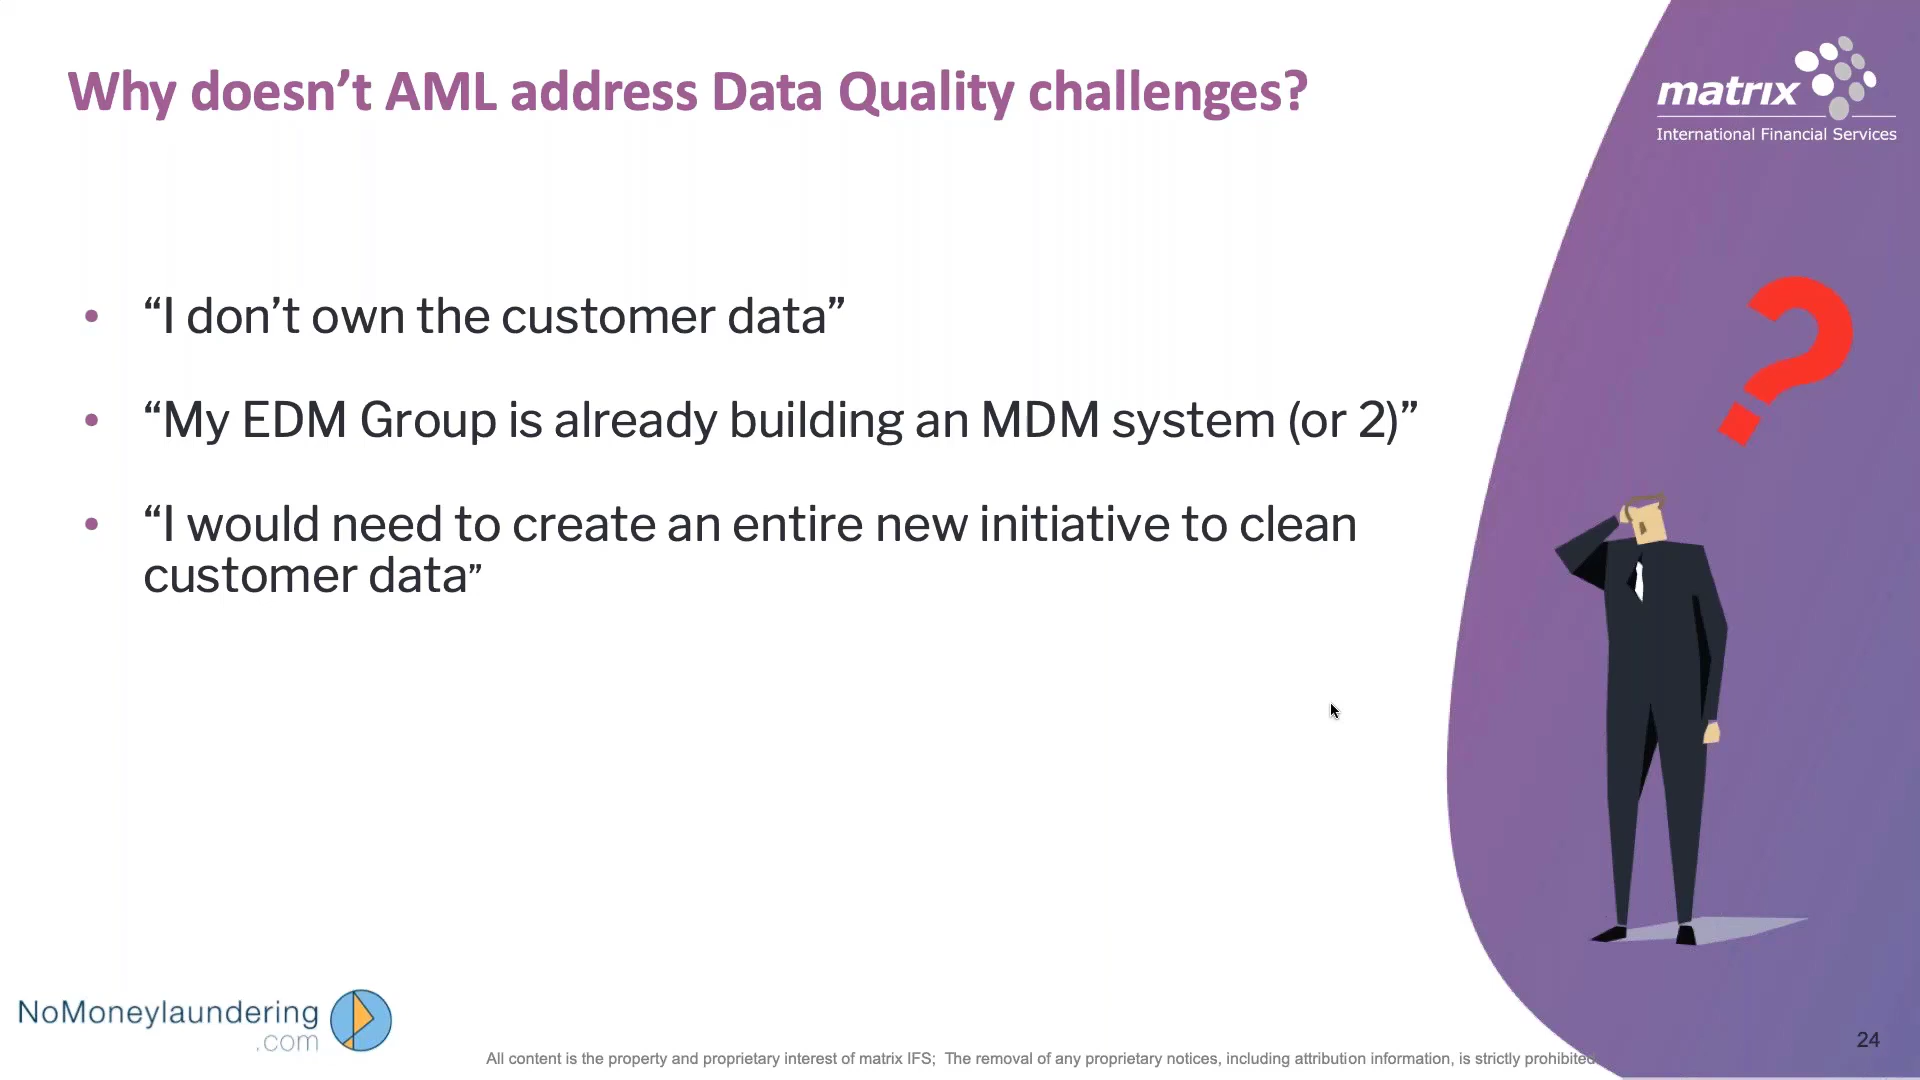 Why doesn’t AML address Data Quality challenges?
matrix
International Financial Services
• “I don’t own the customer data”
• “My EDM Group is already building an MDM system (or 2)”
• “I would need to create an entire new initiative to clean
customer data”
?
NoMoneylaundering
.com
All content is the property and proprietary interest of matrix IFS;  The removal of any proprietary notices, including attribution information, is strictly prohibited
24